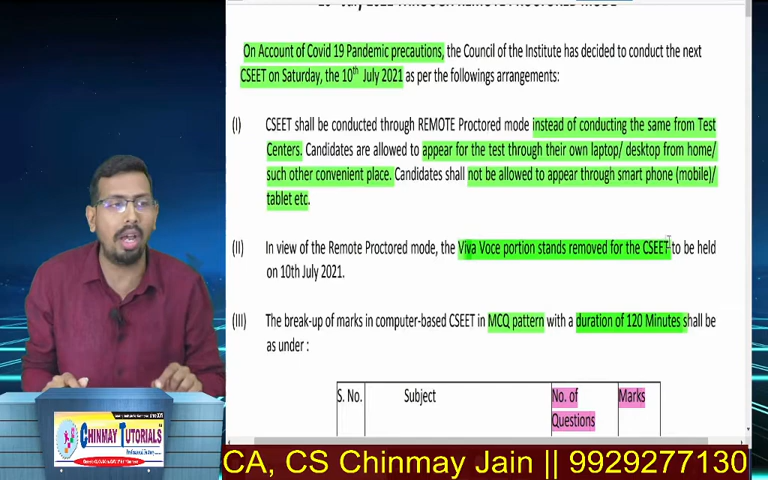 On Account of Covid 19 Pandemic precautions, the Council of the Institute has decided to conduct the next
CSEET on Saturday, the 10th July 2021 as per the followings arrangements:
(I) CSEET shall be conducted through REMOTE Proctored mode instead of conducting the same from Test
Centers. Candidates are allowed to appear for the test through their own laptop/ desktop from home/
such other convenient place. Candidates shall not be allowed to appear through smart phone (mobile)/
tablet etc.
(II) In view of the Remote Proctored mode, the Viva Voce portion stands removed for the CSEET to be held
on 10th July 2021.
(III) The break-up of marks in computer-based CSEET in MCQ pattern with a duration of 120 Minutes shall be
as under :
S. No. Subject No. of Marks
Questions
CHINMAY TUTORIALS
CA, CS Chinmay Jain || 9929277130